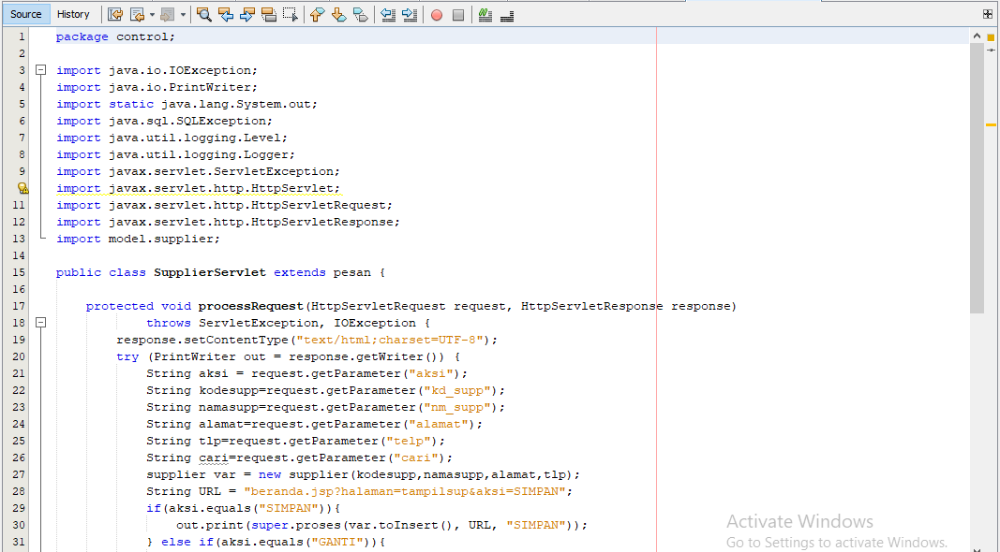 Source History
1 package control;
2
3 import java.io.IOException;
4 import java.io.PrintWriter;
5 import static java.lang.System.out;
6 import java.sql.SQLException;
7 import java.util.logging.Level;
8 import java.util.logging.Logger;
9 import javax.servlet.ServletException;
import javax.servlet.http.HttpServlet;
11 import javax.servlet.http.HttpServletRequest;
12 import javax.servlet.http.HttpServletResponse;
13 import model.supplier;
14
15 public class SupplierServlet extends pesan {
16
17 protected void processRequest(HttpServletRequest request, HttpServletResponse response)
18 throws ServletException, IOException {
19 response.setContentType("text/html;charset=UTF-8");
20 try (PrintWriter out = response.getWriter()) {
21 String aksi = request.getParameter("aksi");
22 String kodesupp=request.getParameter("kd_supp");
23 String namasupp=request.getParameter("nm_supp");
24 String alamat=request.getParameter("alamat");
25 String tlp=request.getParameter("telp");
26 String cari=request.getParameter("cari");
27 supplier var = new supplier(kodesupp,namasupp,alamat,tlp);
28 String URL = "beranda.jsp?halaman=tampilsup&aksi=SIMPAN";
29 if(aksi.equals("SIMPAN")){
30 out.print(super.proses(var.toInsert(), URL, "SIMPAN"));
31 } else if(aksi.equals("GANTI")){
Activate Windows
Go to Settings to activate Windows.